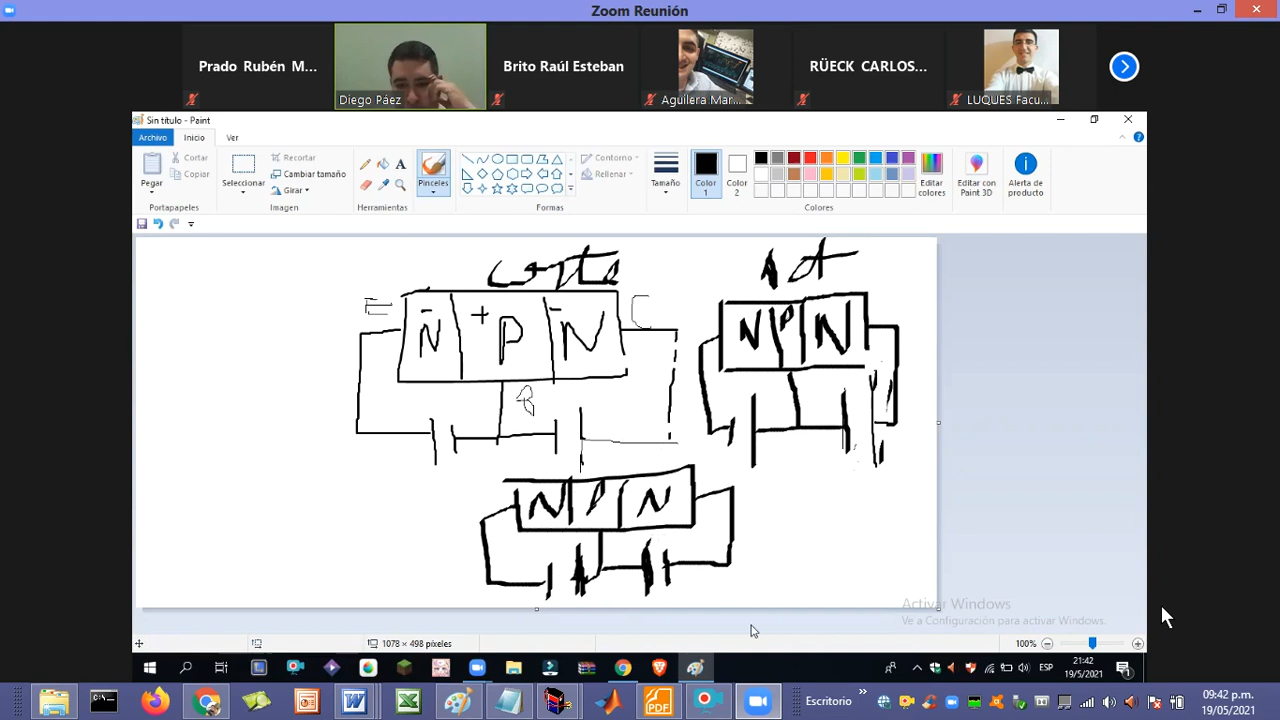 Zoom Reunión
Prado Rubén M...
Diego Páez
Brito Raúl Esteban
Aguilera Mar...
RÜECK CARLOS...
LUQUES Facu...
Sin título - Paint
Archivo Inicio Ver
Pegar
Cortar
Copiar
Portapapeles
Seleccionar
Recortar
Cambiar tamaño
Girar
Imagen
A
Herramientas
Pinceles
Contorno
Rellenar
Formas
Tamaño
Color 1
Color 2
Editar colores
Colores
Editar con Paint 3D
Alerta de producto
corte
Act
E N + P N C
B
N P N
N P N
Activar Windows
Ve a Configuración para activar Windows.
1078 × 498 píxeles
100%
ESP
21:42
19/5/2021
Escritorio
PDF
09:42 p.m.
19/05/2021